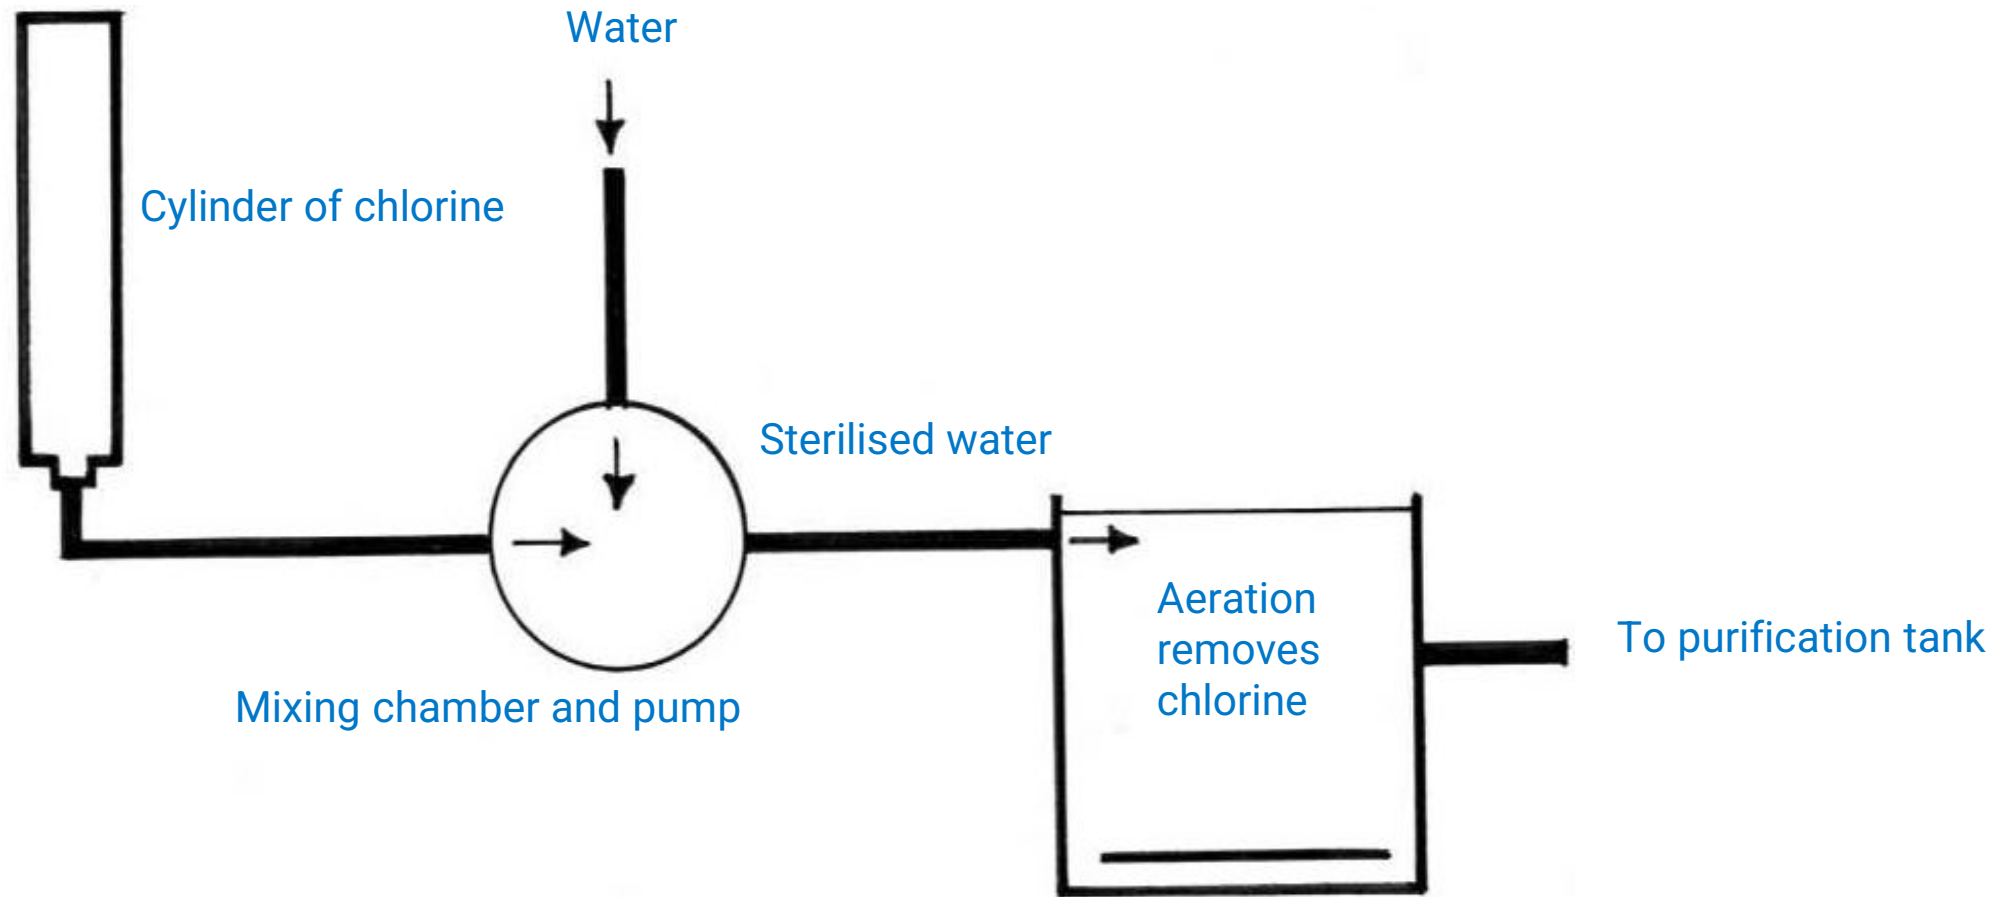 Water
Cylinder of chlorine
Sterilised water
Aeration
removes
chlorine
To purification tank
Mixing chamber and pump